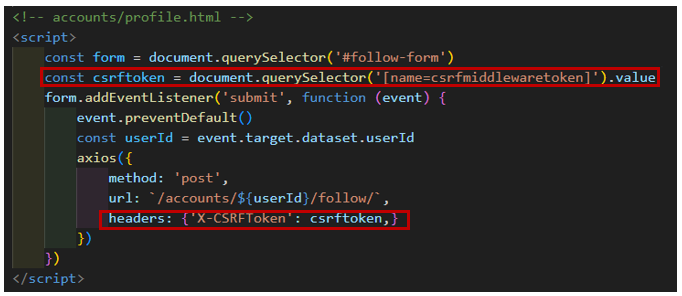 <!-- accounts/profile.html -->
<script>
    const form = document.querySelector('#follow-form')
    const csrftoken = document.querySelector('[name=csrfmiddlewaretoken]').value
    form.addEventListener('submit', function (event) {
        event.preventDefault()
        const userId = event.target.dataset.userId
        axios({
            method: 'post',
            url: `/accounts/${userId}/follow/`,
            headers: {'X-CSRFToken': csrftoken,}
        })
    })
</script>